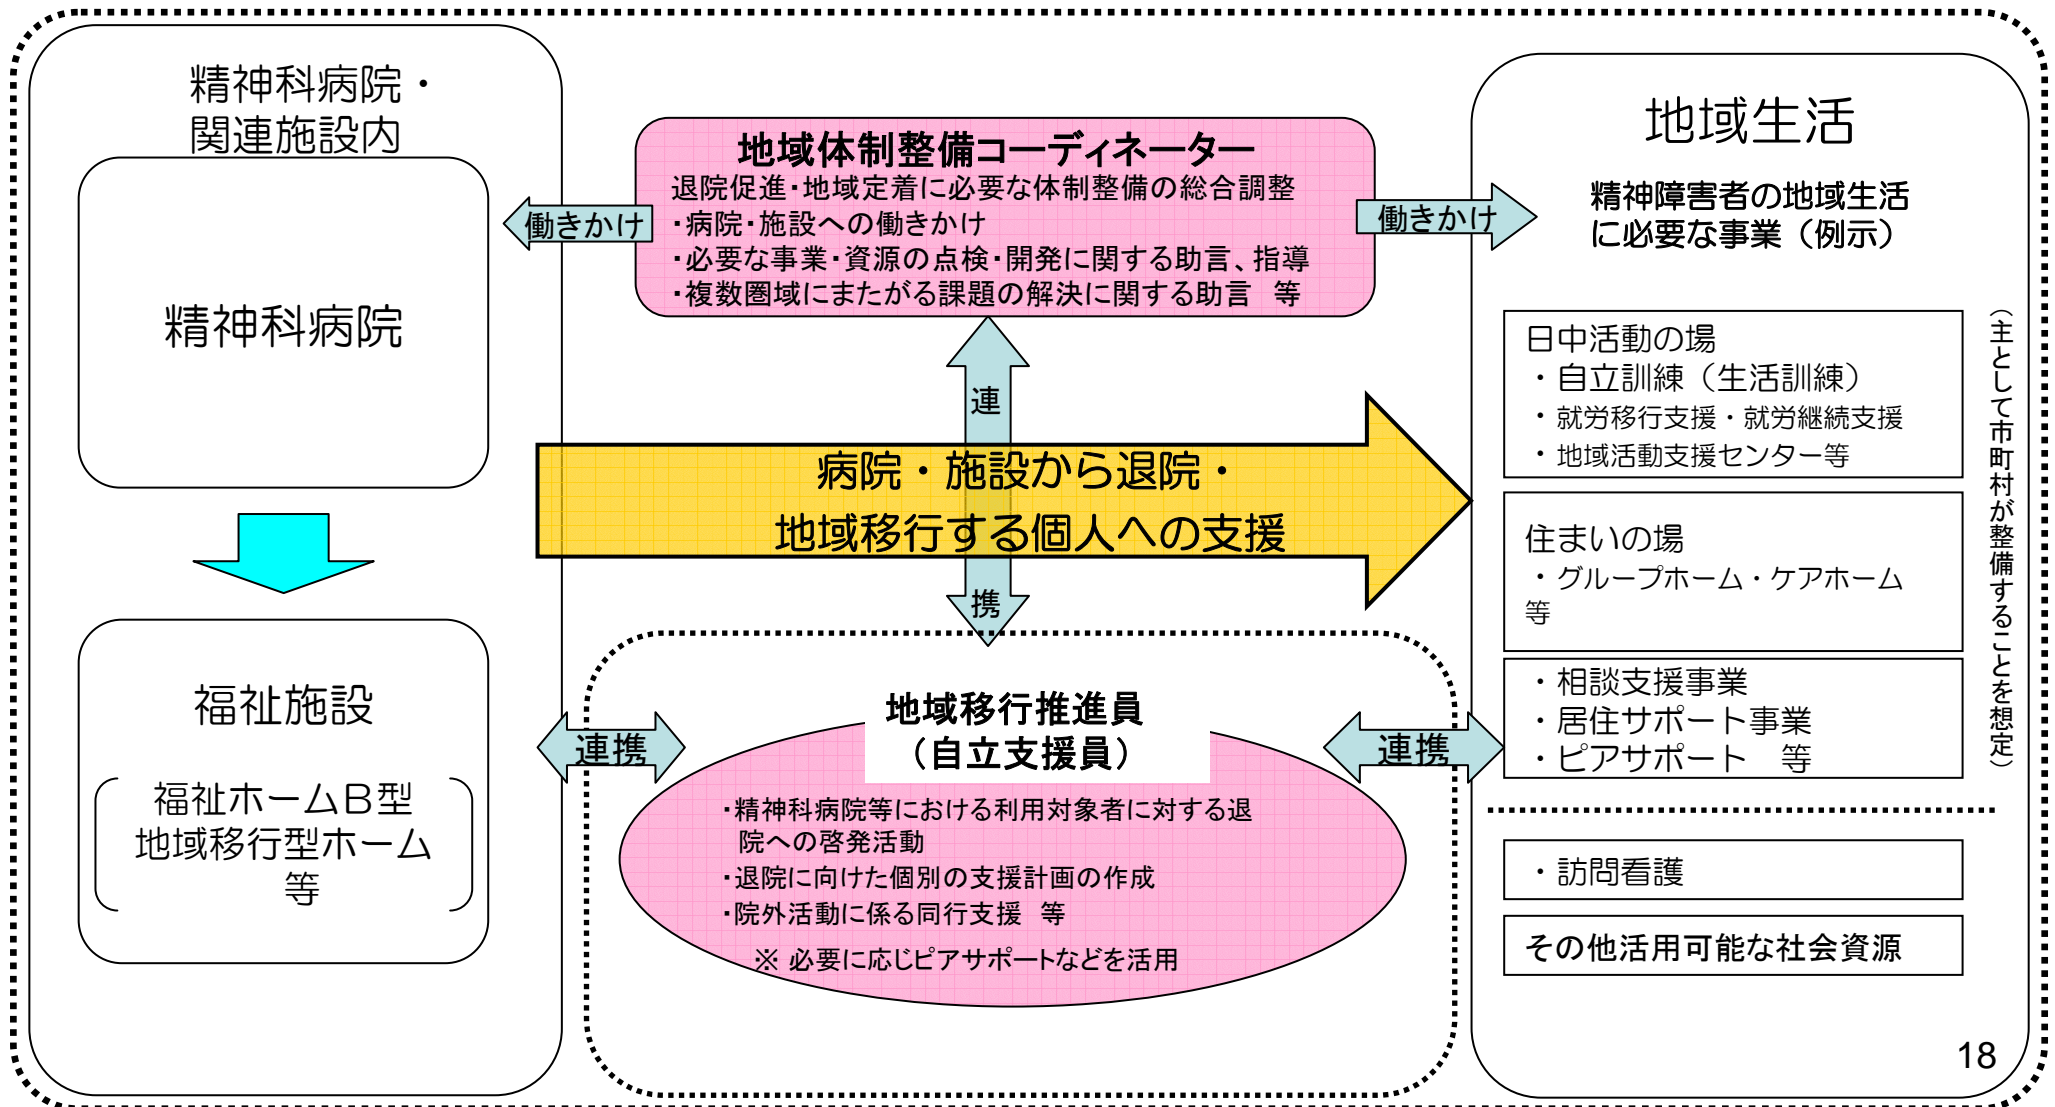 精神科病院・
関連施設内
精神科病院
福祉施設
福祉ホームB型
地域移行型ホーム
等
地域体制整備コーディネーター
退院促進・地域定着に必要な体制整備の総合調整
・病院・施設への働きかけ
・必要な事業・資源の点検・開発に関する助言、指導
・複数圏域にまたがる課題の解決に関する助言 等
働きかけ
働きかけ
連
病院・施設から退院・
地域移行する個人への支援
携
地域移行推進員
（自立支援員）
連携
連携
・精神科病院等における利用対象者に対する退
院への啓発活動
・退院に向けた個別の支援計画の作成
・院外活動に係る同行支援 等
※ 必要に応じピアサポートなどを活用
地域生活
精神障害者の地域生活
に必要な事業（例示）
日中活動の場
・自立訓練（生活訓練）
・就労移行支援・就労継続支援
・地域活動支援センター等
住まいの場
・グループホーム・ケアホーム
等
・相談支援事業
・居住サポート事業
・ピアサポート 等
（主として市町村が整備することを想定）
・訪問看護
その他活用可能な社会資源
18